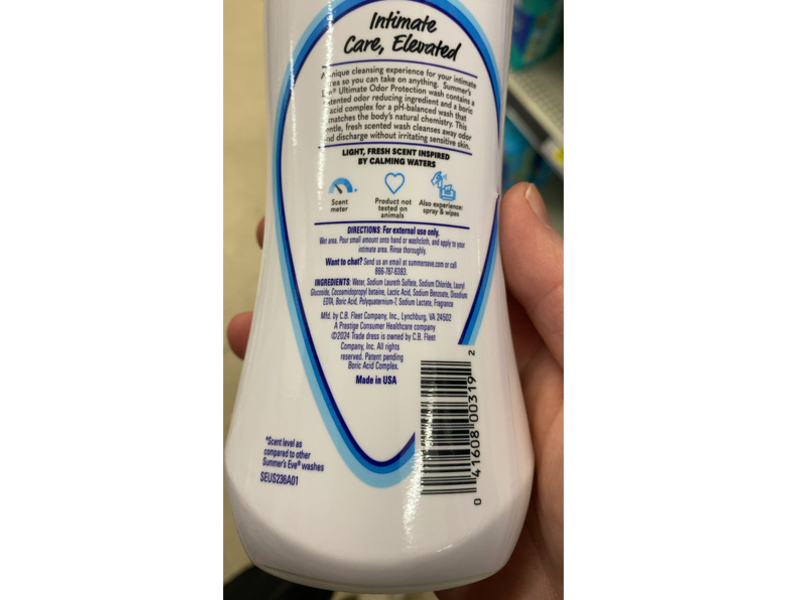 Intimate
Care, Elevated
A unique cleansing experience for your intimate
area so you can take on anything. Summer's
Eve® Ultimate Odor Protection wash contains a
patented odor reducing ingredient and a boric
acid complex for a pH-balanced wash that
matches the body's natural chemistry. This
gentle, fresh scented wash cleanses away odor
and discharge without irritating sensitive skin.
LIGHT, FRESH SCENT INSPIRED
BY CALMING WATERS
Scent
meter
*
Product not
tested on
animals
Also experience:
spray & wipes
DIRECTIONS: For external use only.
Wet area. Pour small amount onto hand or washcloth, and apply to your
intimate area. Rinse thoroughly.
Want to chat? Send us an email at summerseve.com or call
866-787-6383.
INGREDIENTS: Water, Sodium Laureth Sulfate, Sodium Chloride, Lauryl
Glucoside, Cocamidopropyl betaine, Lactic Acid, Sodium Benzoate, Disodium
EDTA, Boric Acid, Polyquaternium-7, Sodium Lactate, Fragrance
Mfd. by C.B. Fleet Company, Inc., Lynchburg, VA 24502
A Prestige Consumer Healthcare company
©2024 Trade dress is owned by C.B. Fleet
Company, Inc. All rights
reserved. Patent pending
Boric Acid Complex.
Made in USA
*Scent level as
compared to other
Summer's Eve® washes
SEUS236A01
0 41608 00319 2